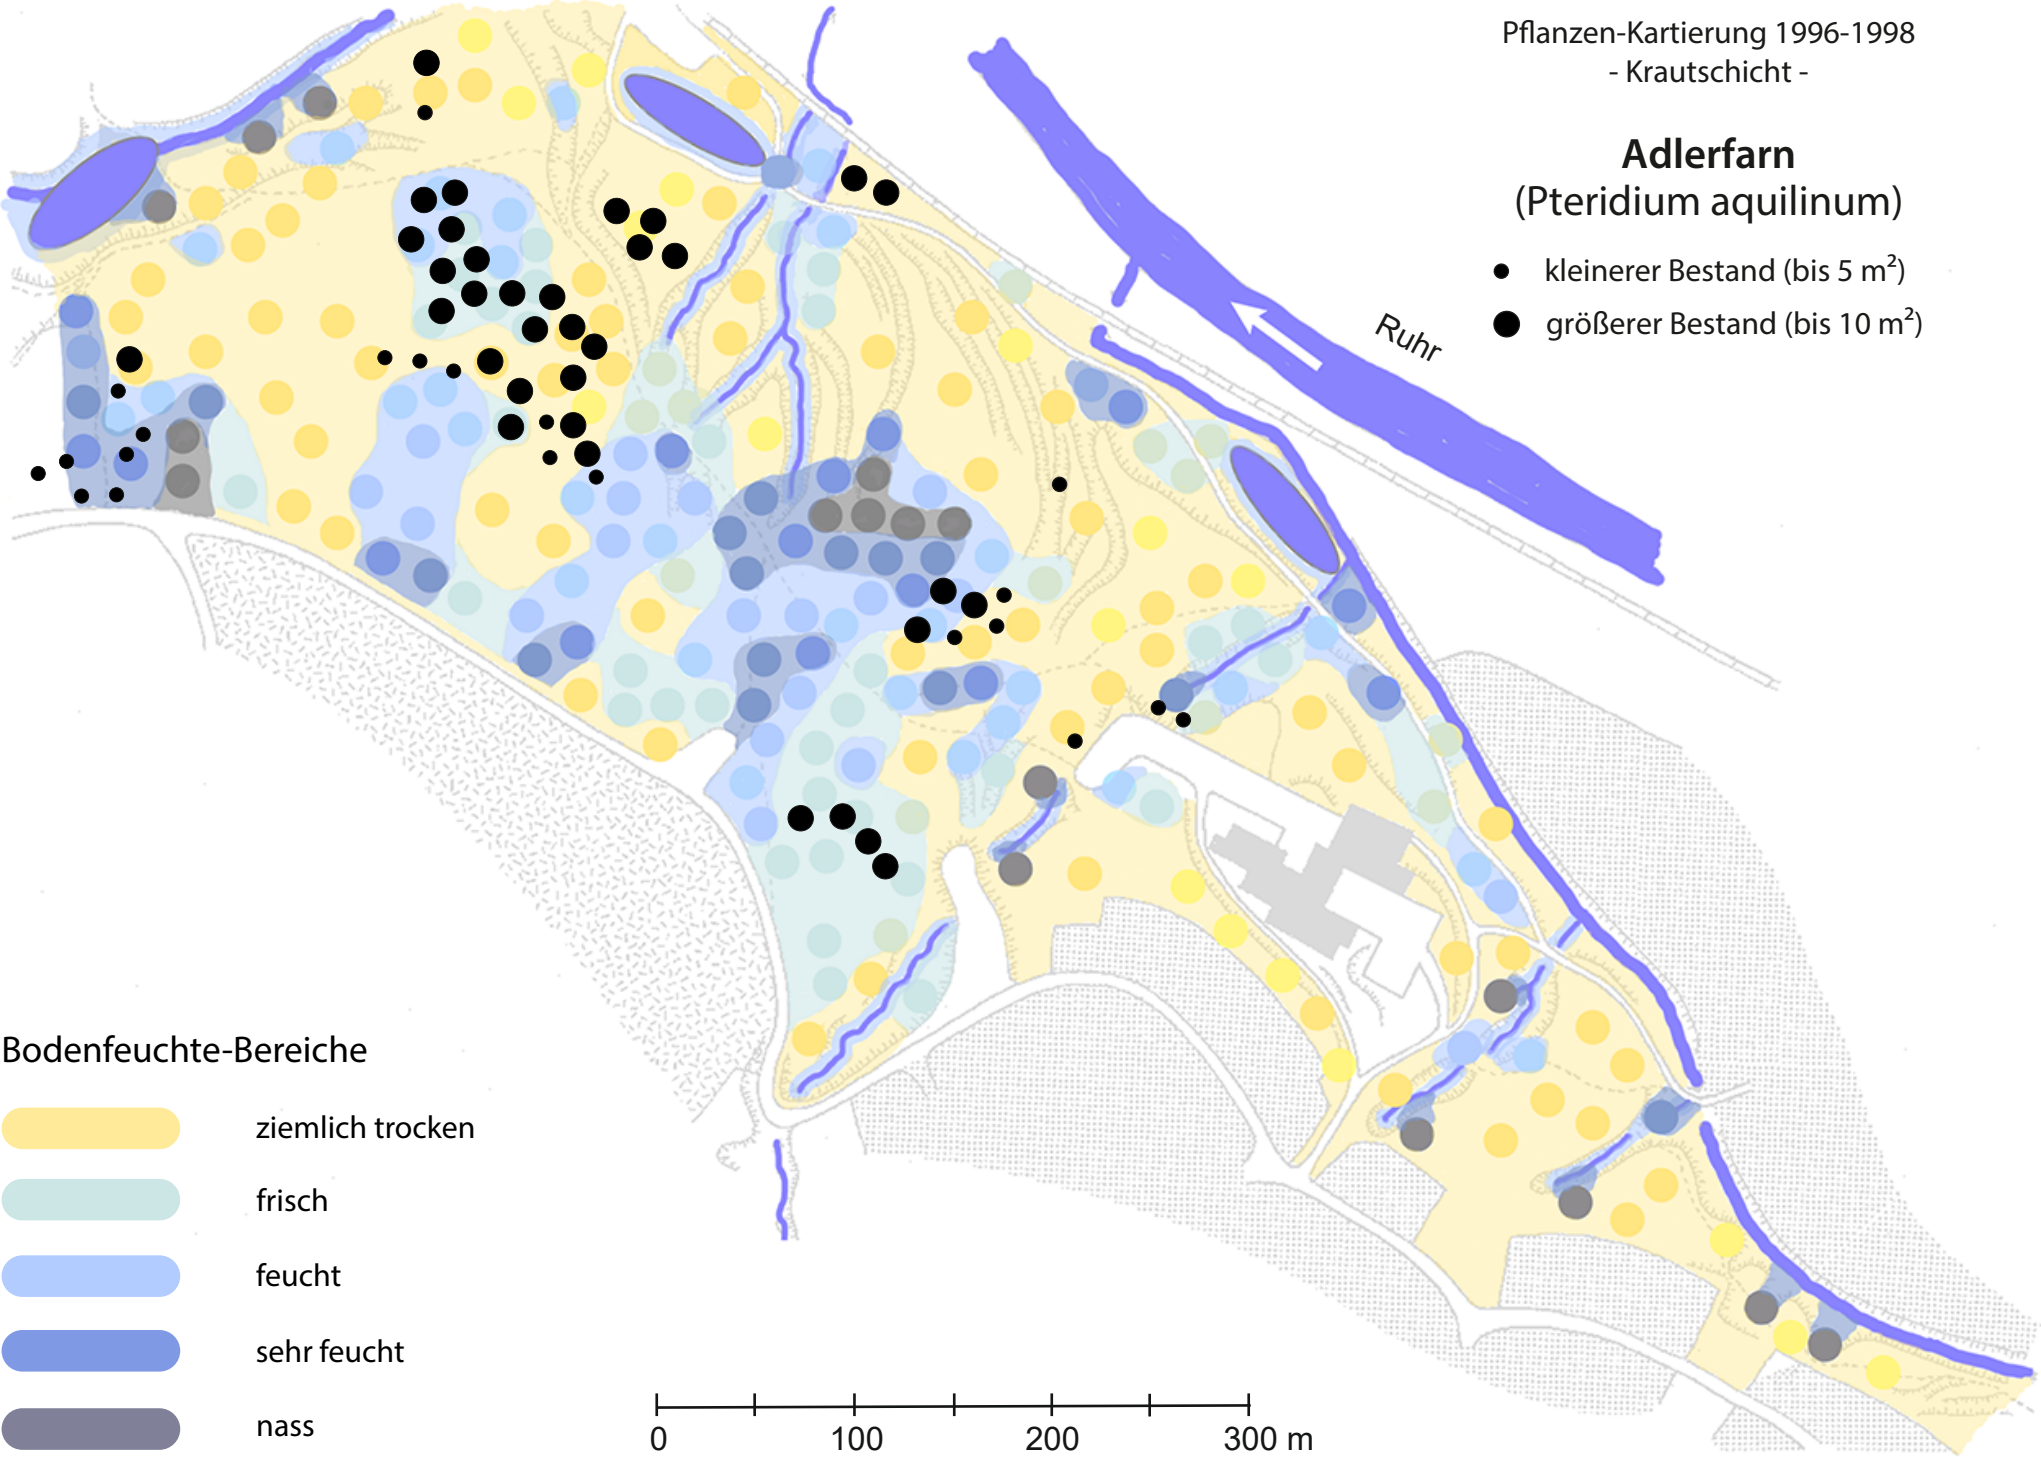 Pflanzen-Kartierung 1996-1998
- Krautschicht -
Adlerfarn
(Pteridium aquilinum)
kleinerer Bestand (bis 5 m²)
größerer Bestand (bis 10 m²)
Ruhr
Bodenfeuchte-Bereiche
ziemlich trocken
frisch
feucht
sehr feucht
nass
0 100 200 300 m